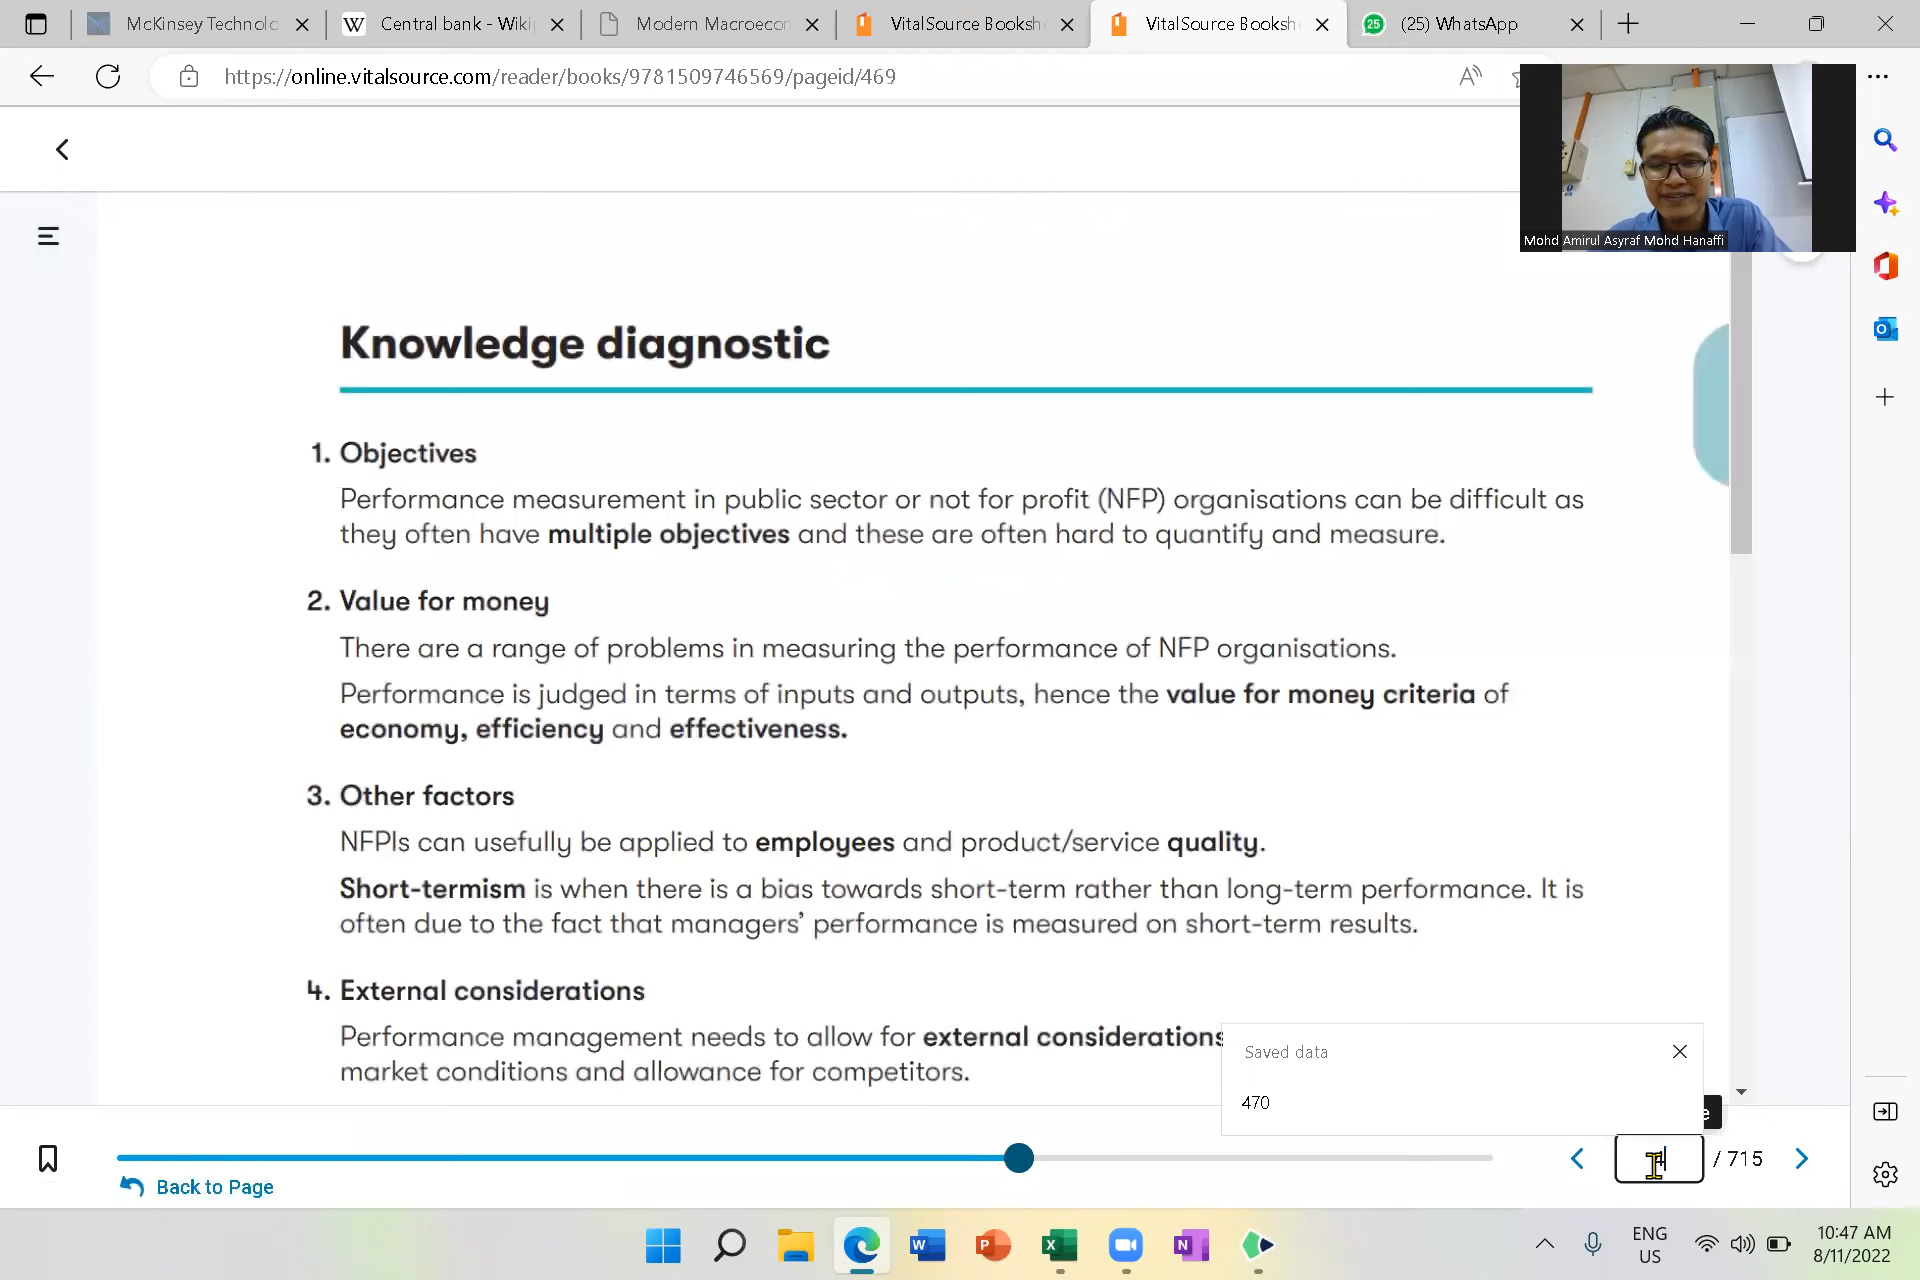 McKinsey Technolo
Central bank - Wiki
Modern Macroecon
VitalSource Bookshe
VitalSource Bookshe
25
(25) WhatsApp
https://online.vitalsource.com/reader/books/9781509746569/pageid/469
Mohd Amirul Asyraf Mohd Hanaffi
Knowledge diagnostic
1. Objectives
Performance measurement in public sector or not for profit (NFP) organisations can be difficult as
they often have multiple objectives and these are often hard to quantify and measure.
2. Value for money
There are a range of problems in measuring the performance of NFP organisations.
Performance is judged in terms of inputs and outputs, hence the value for money criteria of
economy, efficiency and effectiveness.
3. Other factors
NFPIs can usefully be applied to employees and product/service quality.
Short-termism is when there is a bias towards short-term rather than long-term performance. It is
often due to the fact that managers' performance is measured on short-term results.
4. External considerations
Performance management needs to allow for external considerations
market conditions and allowance for competitors.
Saved data
470
/ 715
Back to Page
ENG
US
10:47 AM
8/11/2022